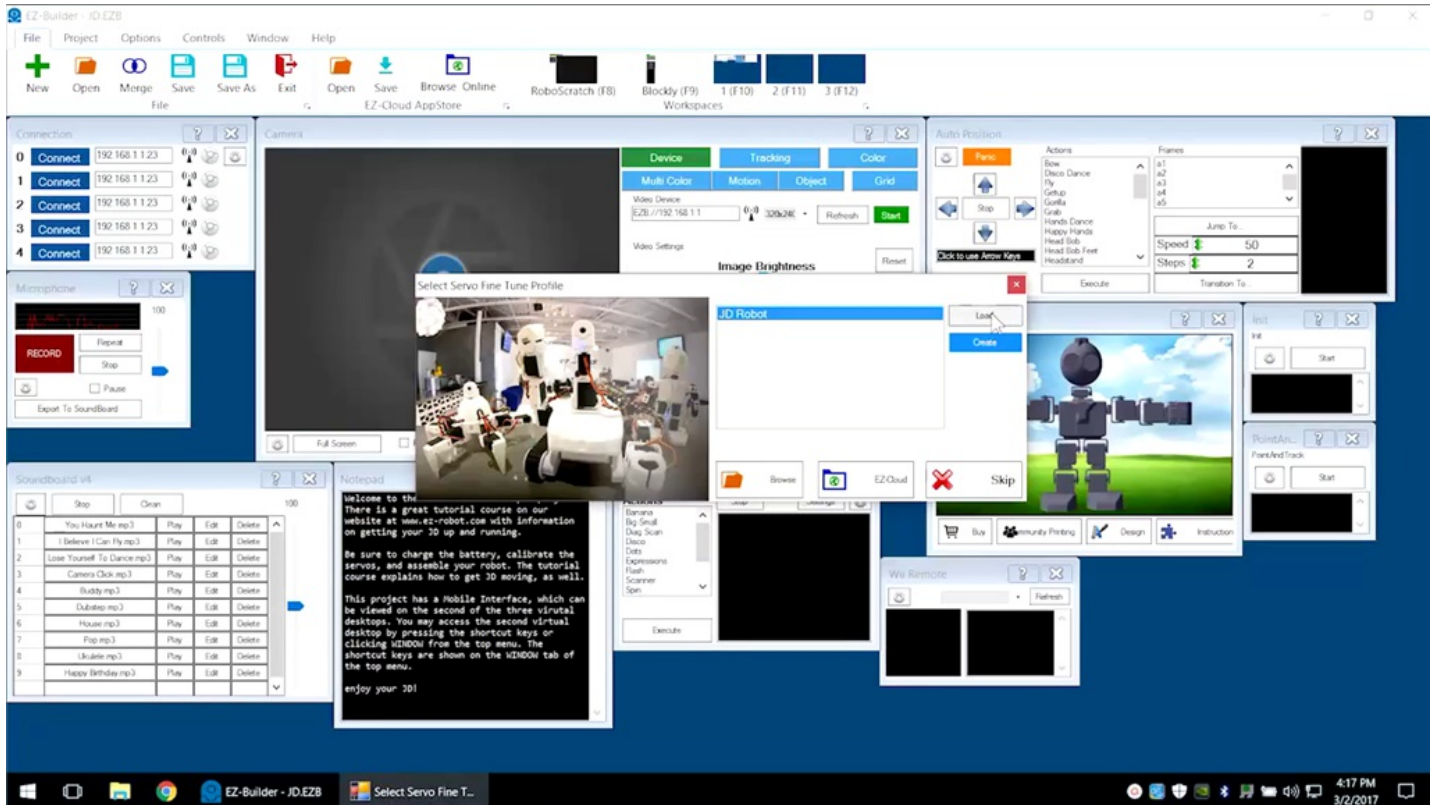 EZ-Builder - JD.EZB
File Project Options Controls Window Help
New Open Merge Save Save As Exit Open Save Browse Online RoboScratch (F8) Blockly (F9) 1 (F10) 2 (F11) 3 (F12)
File EZ-Cloud AppStore Workspaces
Connection
0 Connect 192.168.1.1:23
1 Connect 192.168.1.1:23
2 Connect 192.168.1.1:23
3 Connect 192.168.1.1:23
4 Connect 192.168.1.1:23
Camera
Device Tracking Color
Multi Color Motion Object Grid
Video Device
EZB://192.168.1.1 Refresh Start
Video Settings
Image Brightness Reset
Full Screen
Auto Position
Panic
Stop
Click to use Arrow Keys
Actions
Bow
Disco Dance
Fly
Getup
Gorilla
Grab
Hands Dance
Happy Hands
Head Bob
Head Bob Feet
Headstand
Execute
Frames
a1
a2
a3
a4
a5
Jump To...
Speed 50
Steps 2
Transition To...
Microphone
100
RECORD
Repeat
Stop
Pause
Export To SoundBoard
Select Servo Fine Tune Profile
JD Robot
Load
Create
Browse EZ-Cloud Skip
Init
Init
Start
PointAn...
PointAndTrack
Start
Buy Community Printing Design Instruction
Soundboard v4
Stop Clean 100
0 You Haunt Me.mp3 Play Edit Delete
1 I Believe I Can Fly.mp3 Play Edit Delete
2 Lose Yourself To Dance.mp3 Play Edit Delete
3 Camera Click.mp3 Play Edit Delete
4 Buddy.mp3 Play Edit Delete
5 Dubstep.mp3 Play Edit Delete
6 House.mp3 Play Edit Delete
7 Pop.mp3 Play Edit Delete
8 Ukulele.mp3 Play Edit Delete
9 Happy Birthday.mp3 Play Edit Delete
Notepad
Welcome to the
There is a great tutorial course on our
website at www.ez-robot.com with information
on getting your JD up and running.
Be sure to charge the battery, calibrate the
servos, and assemble your robot. The tutorial
course explains how to get JD moving, as well.
This project has a Mobile Interface, which can
be viewed on the second of the three virutal
desktops. You may access the second virtual
desktop by pressing the shortcut keys or
clicking WINDOW from the top menu. The
shortcut keys are shown on the WINDOW tab of
the top menu.
enjoy your JD!
Actions
Banana
Big Small
Diag Scan
Disco
Dots
Expressions
Flash
Scanner
Spin
Execute
Wii Remote
Refresh
EZ-Builder - JD.EZB Select Servo Fine T...
4:17 PM
3/2/2017